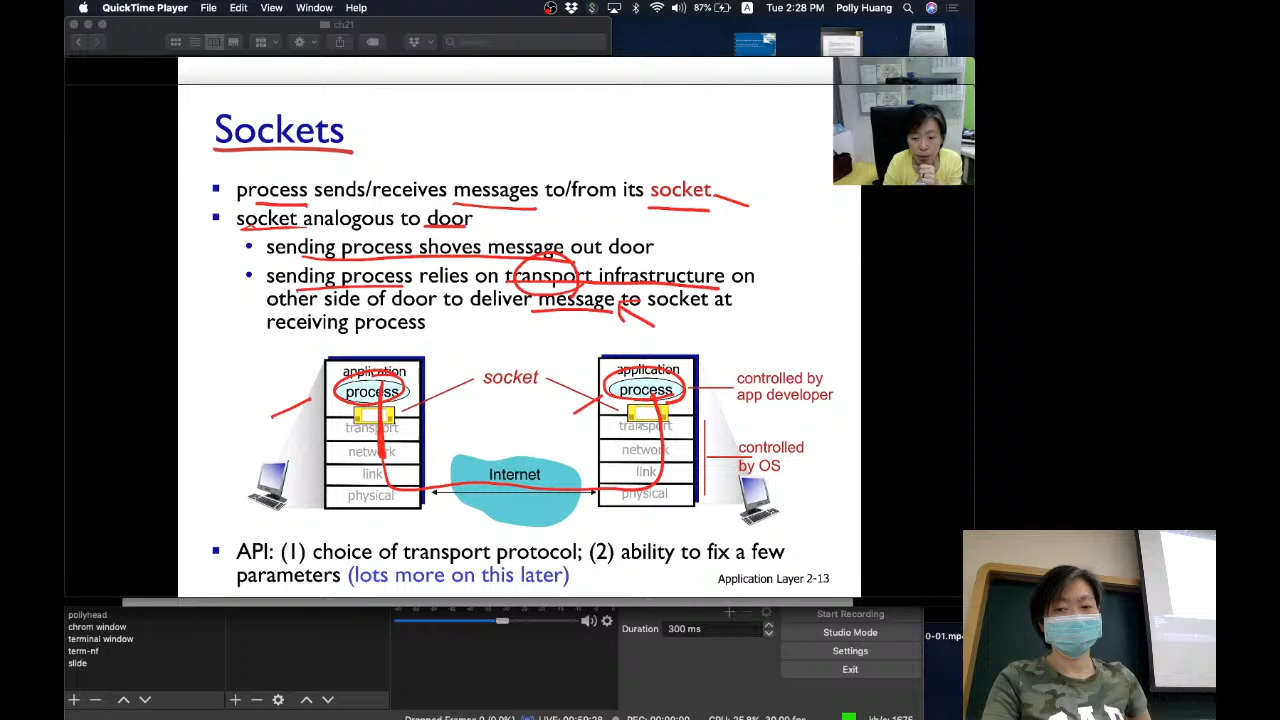 QuickTime Player File Edit View Window Help
87% A Tue 2:28 PM Polly Huang
ch21
Sockets
process sends/receives messages to/from its socket
socket analogous to door
sending process shoves message out door
sending process relies on transport infrastructure on
other side of door to deliver message to socket at
receiving process
application
process
transport
network
link
physical
socket
Internet
application
process
transport
network
link
physical
controlled by
app developer
controlled
by OS
API: (1) choice of transport protocol; (2) ability to fix a few
parameters (lots more on this later)
Application Layer 2-13
pollyhead
chrom window
terminal window
term-nf
slide
Duration 300 ms
Start Recording
Studio Mode
Settings
Exit
0-01.mp4